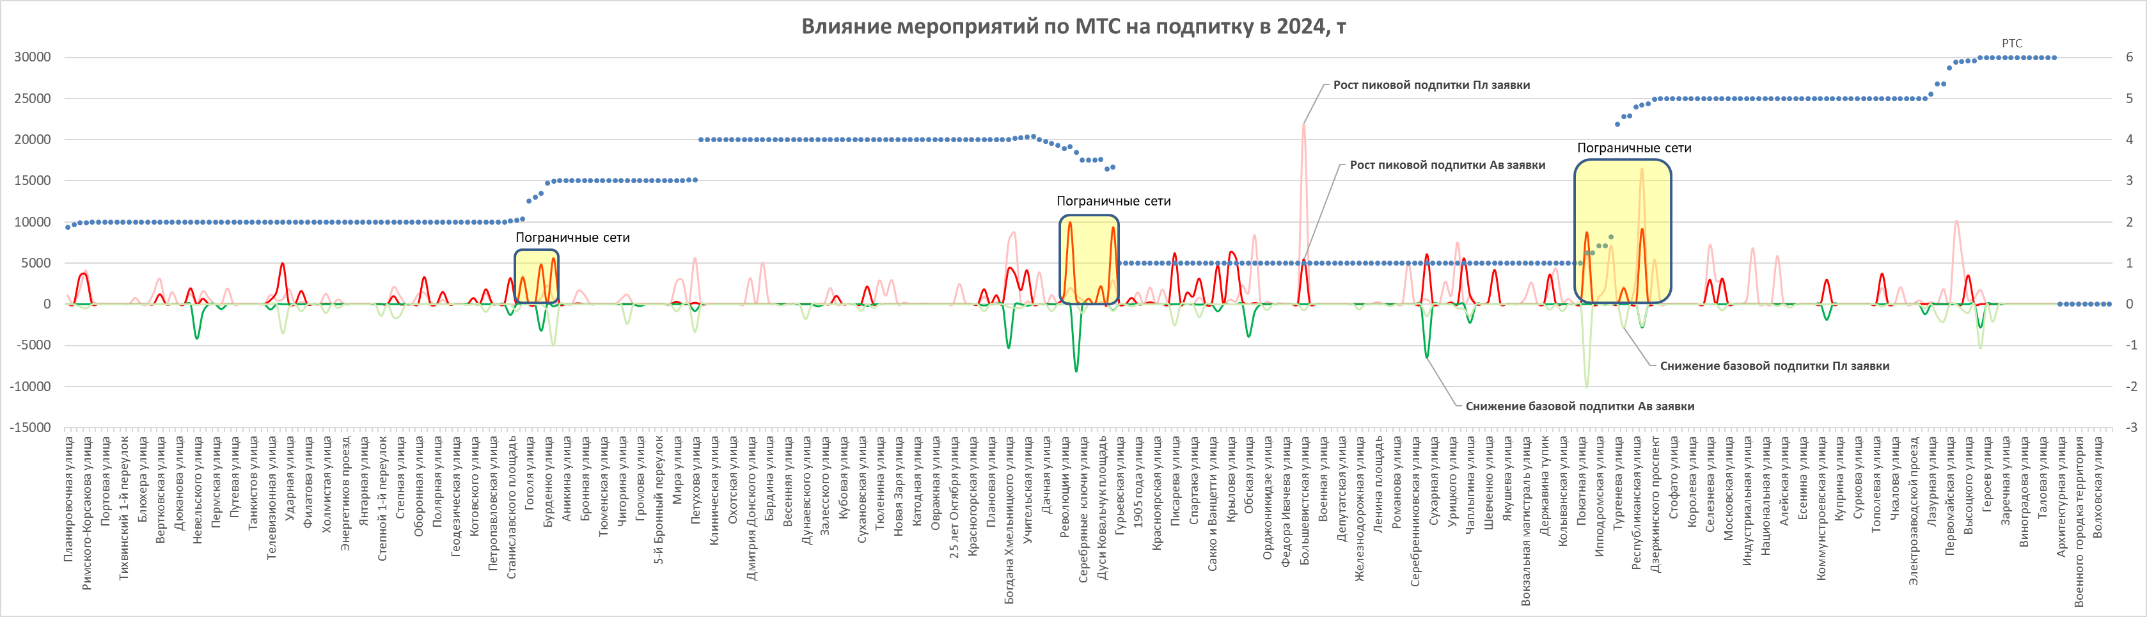 Влияние мероприятий по МТС на подпитку в 2024, т
РТС
30000
25000
20000
15000
10000
5000
0
-5000
-10000
-15000
6
5
4
3
2
1
0
-1
-2
-3
Рост пиковой подпитки Пл заявки
Пограничные сети
Рост пиковой подпитки Ав заявки
Пограничные сети
Пограничные сети
Снижение базовой подпитки Пл заявки
Снижение базовой подпитки Ав заявки
Планировочная улица
Римского-Корсакова улица
Портовая улица
Тихвинский 1-й переулок
Блюхера улица
Вертковская улица
Дюканова улица
Невельского улица
Пермская улица
Путевая улица
Танкистов улица
Телевизионная улица
Ударная улица
Филатова улица
Холмистая улица
Энергетиков проезд
Янтарная улица
Степной 1-й переулок
Степная улица
Оборонная улица
Полярная улица
Геодезическая улица
Котовского улица
Петропавловская улица
Станиславского площадь
Гоголя улица
Бурденко улица
Аникина улица
Бронная улица
Тюменская улица
Чигорина улица
Громова улица
5-й Бронный переулок
Мира улица
Петухова улица
Клиническая улица
Охотская улица
Дмитрия Донского улица
Бардина улица
Весенняя улица
Дунаевского улица
Залесского улица
Кубовая улица
Сухановская улица
Тюленина улица
Новая Заря улица
Катодная улица
Овражная улица
25 лет Октября улица
Красногорская улица
Плановая улица
Богдана Хмельницкого улица
Учительская улица
Дачная улица
Революции улица
Серебряные ключи улица
Дуси Ковальчук площадь
Гурьевская улица
1905 года улица
Красноярская улица
Писарева улица
Спартака улица
Сакко и Ванцетти улица
Крылова улица
Обская улица
Орджоникидзе улица
Федора Ивачева улица
Большевистская улица
Военная улица
Депутатская улица
Железнодорожная улица
Ленина площадь
Романова улица
Серебренниковская улица
Сухарная улица
Урицкого улица
Чаплыгина улица
Шевченко улица
Якушева улица
Вокзальная магистраль улица
Державина тупик
Колыванская улица
Покатная улица
Ипподромская улица
Тургенева улица
Республиканская улица
Дзержинского проспект
Стофато улица
Королева улица
Селезнева улица
Московская улица
Индустриальная улица
Национальная улица
Алейская улица
Есенина улица
Коммунстроевская улица
Куприна улица
Суркова улица
Тополевая улица
Чкалова улица
Электрозаводской проезд
Лазурная улица
Первомайская улица
Высоцкого улица
Героев улица
Заречная улица
Виноградова улица
Таловая улица
Архитектурная улица
Военного городка территория
Волховская улица